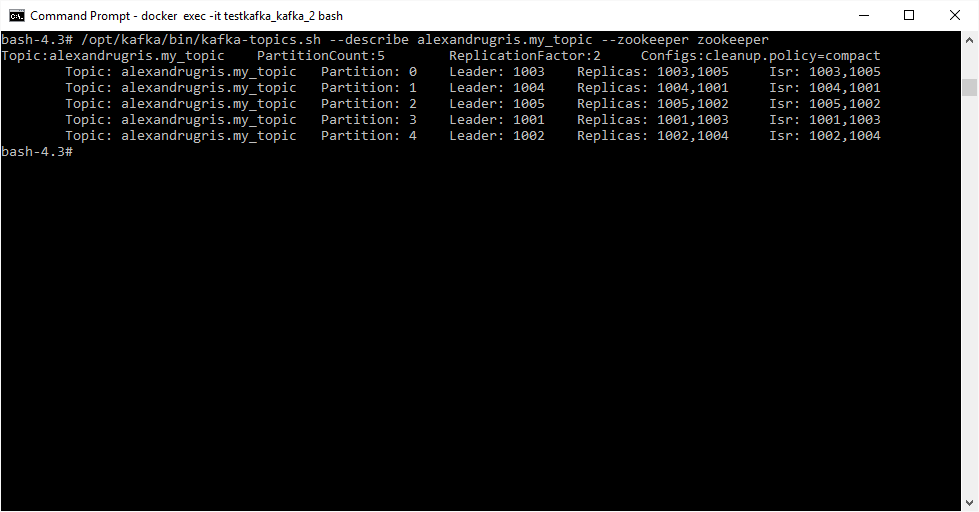 Command Prompt - docker  exec -it testkafka_kafka_2 bash
bash-4.3# /opt/kafka/bin/kafka-topics.sh --describe alexandrugris.my_topic --zookeeper zookeeper
Topic:alexandrugris.my_topic    PartitionCount:5        ReplicationFactor:2     Configs:cleanup.policy=compact
        Topic: alexandrugris.my_topic   Partition: 0    Leader: 1003    Replicas: 1003,1005     Isr: 1003,1005
        Topic: alexandrugris.my_topic   Partition: 1    Leader: 1004    Replicas: 1004,1001     Isr: 1004,1001
        Topic: alexandrugris.my_topic   Partition: 2    Leader: 1005    Replicas: 1005,1002     Isr: 1005,1002
        Topic: alexandrugris.my_topic   Partition: 3    Leader: 1001    Replicas: 1001,1003     Isr: 1001,1003
        Topic: alexandrugris.my_topic   Partition: 4    Leader: 1002    Replicas: 1002,1004     Isr: 1002,1004
bash-4.3#